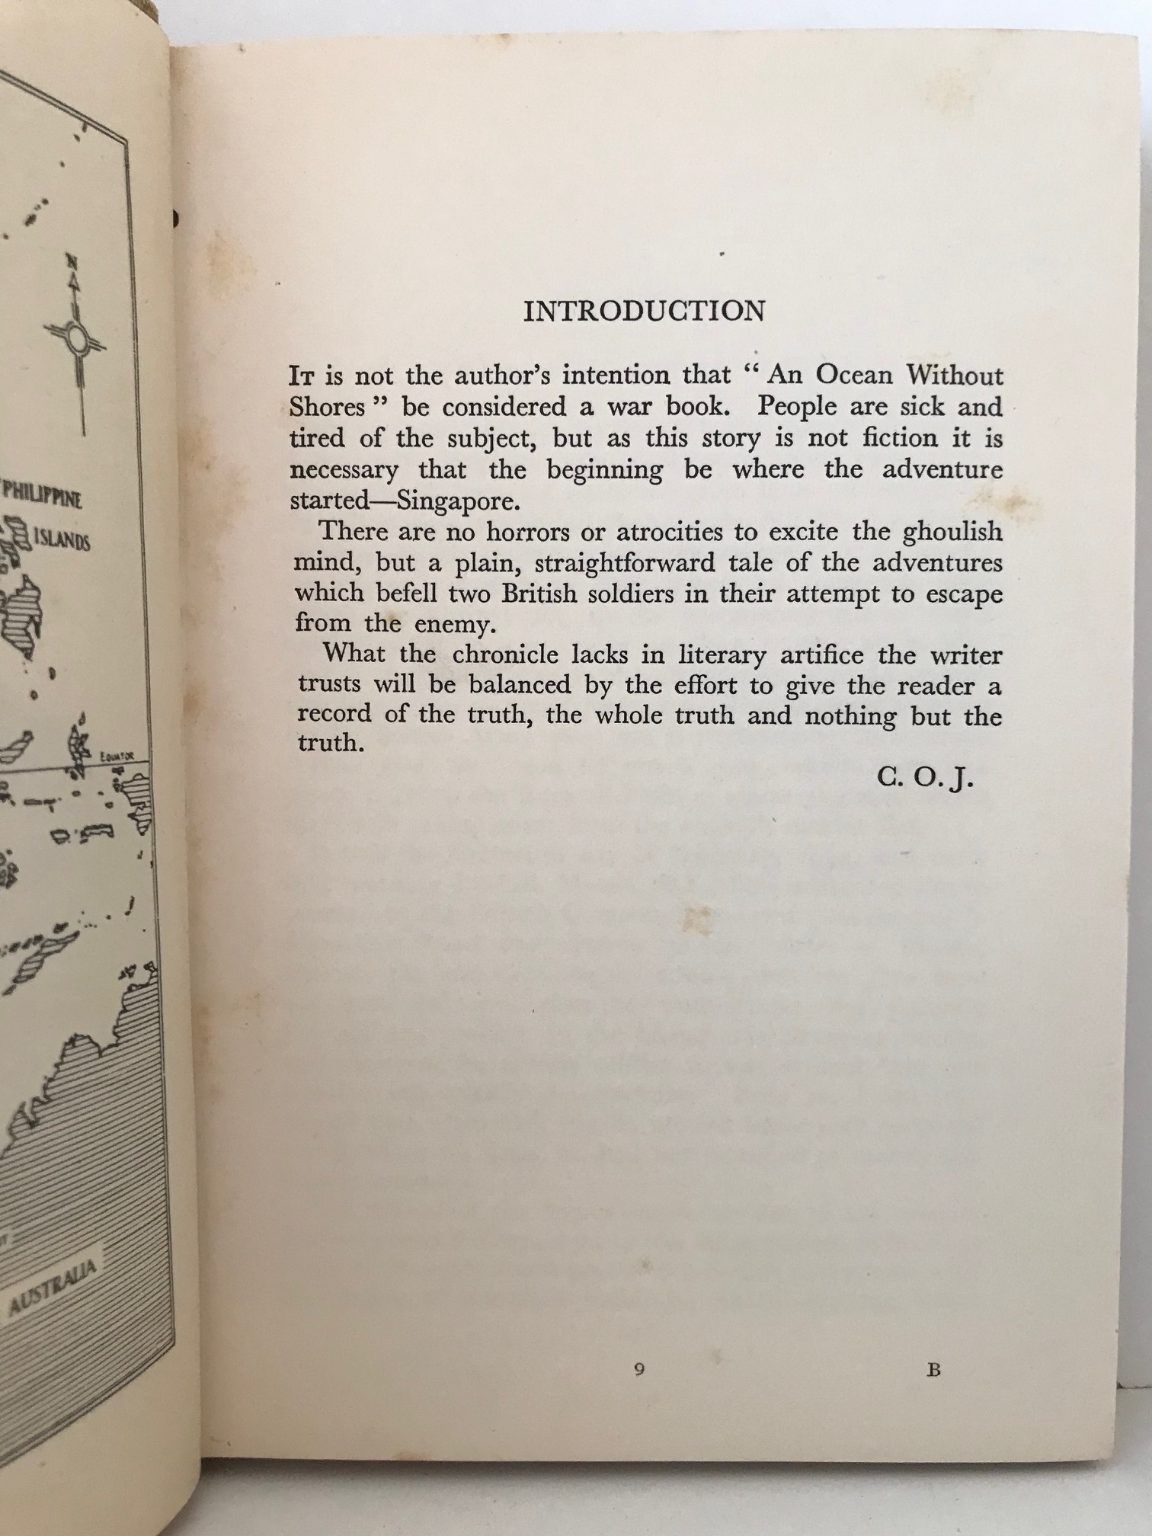 N
PHILIPPINE
ISLANDS
EQUATOR
AUSTRALIA
INTRODUCTION
IT is not the author's intention that “ An Ocean Without
Shores ” be considered a war book. People are sick and
tired of the subject, but as this story is not fiction it is
necessary that the beginning be where the adventure
started—Singapore.
There are no horrors or atrocities to excite the ghoulish
mind, but a plain, straightforward tale of the adventures
which befell two British soldiers in their attempt to escape
from the enemy.
What the chronicle lacks in literary artifice the writer
trusts will be balanced by the effort to give the reader a
record of the truth, the whole truth and nothing but the
truth.
C. O. J.
9 B